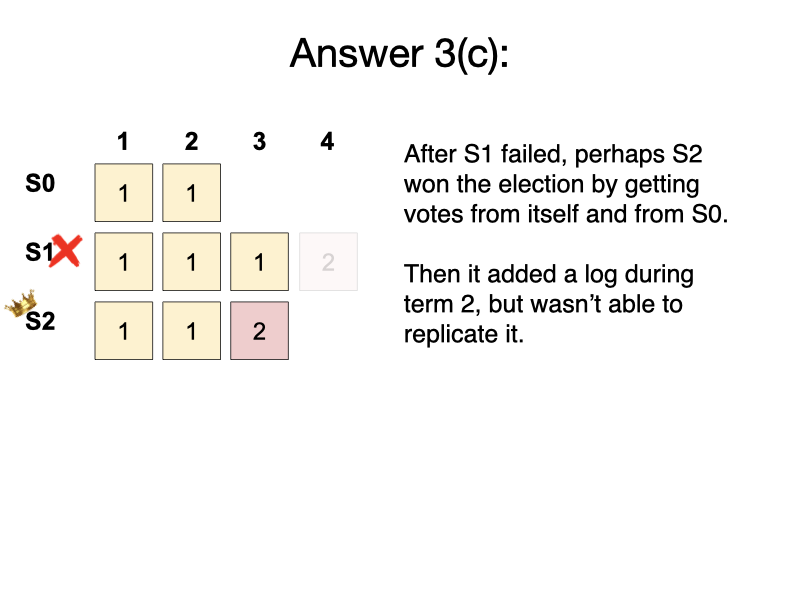 Answer 3(c):
1 2 3 4
S0 1 1
S1 1 1 1 2
S2 1 1 2
After S1 failed, perhaps S2
won the election by getting
votes from itself and from S0.
Then it added a log during
term 2, but wasn’t able to
replicate it.